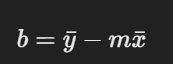 b = ȳ − mx̄